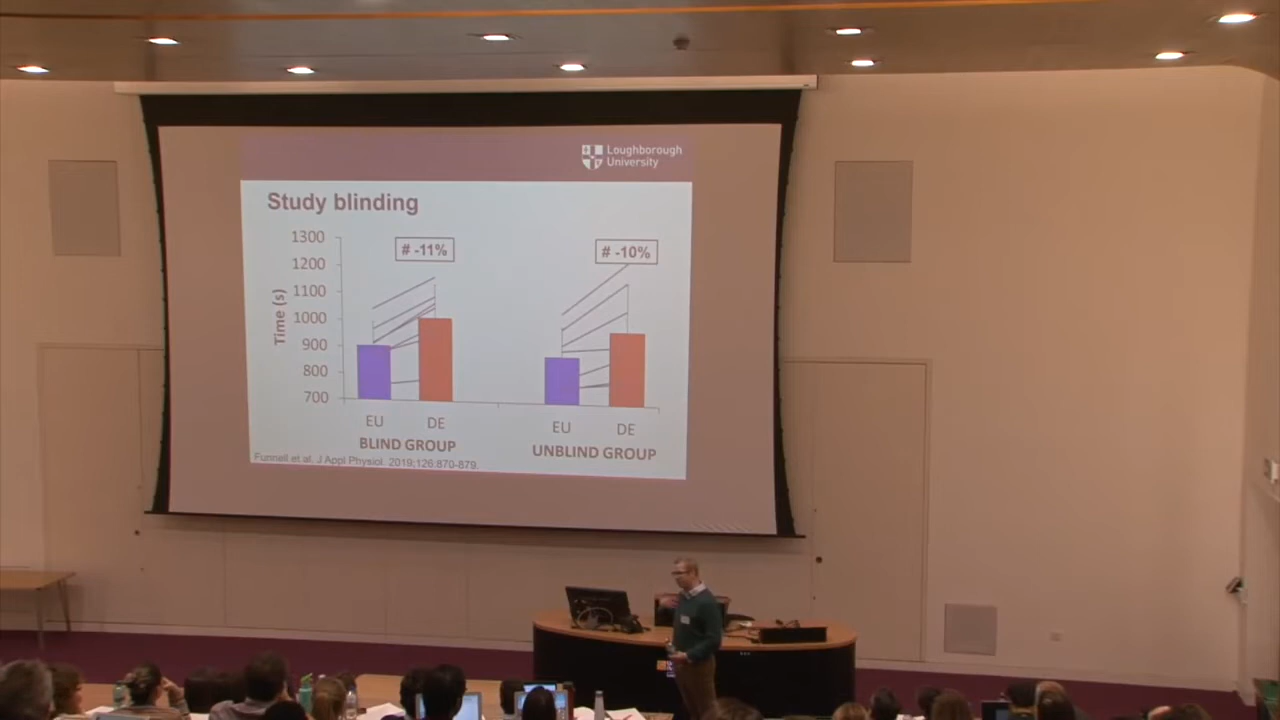 Loughborough
University
Study blinding
# -11%
# -10%
1300
1200
1100
1000
900
800
700
Time (s)
EU
DE
EU
DE
BLIND GROUP
UNBLIND GROUP
Funnell et al. J Appl Physiol. 2019;126:870-879.